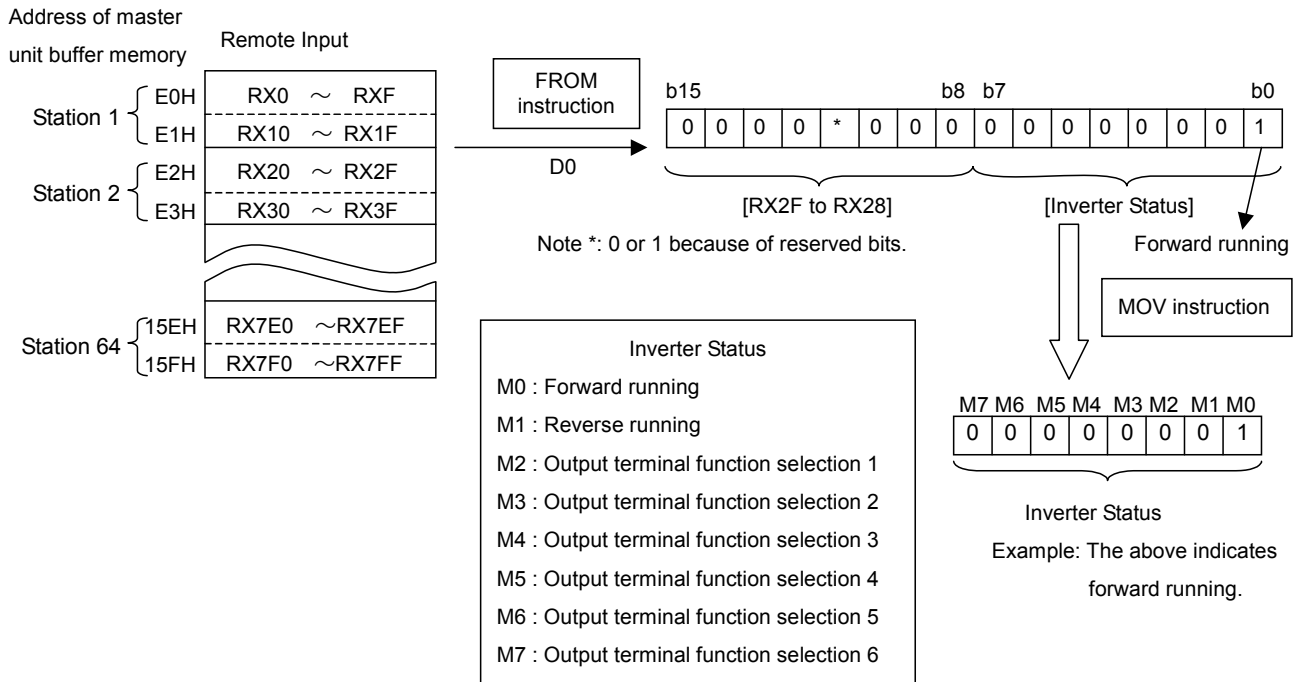 Address of master
unit buffer memory
Remote Input
Station 1
E0H
RX0 ～ RXF
E1H
RX10 ～ RX1F
Station 2
E2H
RX20 ～ RX2F
E3H
RX30 ～ RX3F
Station 64
15EH
RX7E0 ～RX7EF
15FH
RX7F0 ～RX7FF
FROM
instruction
D0
b15 b8 b7 b0
0 0 0 0 * 0 0 0 0 0 0 0 0 0 0 1
[RX2F to RX28]
[Inverter Status]
Note *: 0 or 1 because of reserved bits.
Forward running
MOV instruction
Inverter Status
M0 : Forward running
M1 : Reverse running
M2 : Output terminal function selection 1
M3 : Output terminal function selection 2
M4 : Output terminal function selection 3
M5 : Output terminal function selection 4
M6 : Output terminal function selection 5
M7 : Output terminal function selection 6
M7 M6 M5 M4 M3 M2 M1 M0
0 0 0 0 0 0 0 1
Inverter Status
Example: The above indicates
forward running.